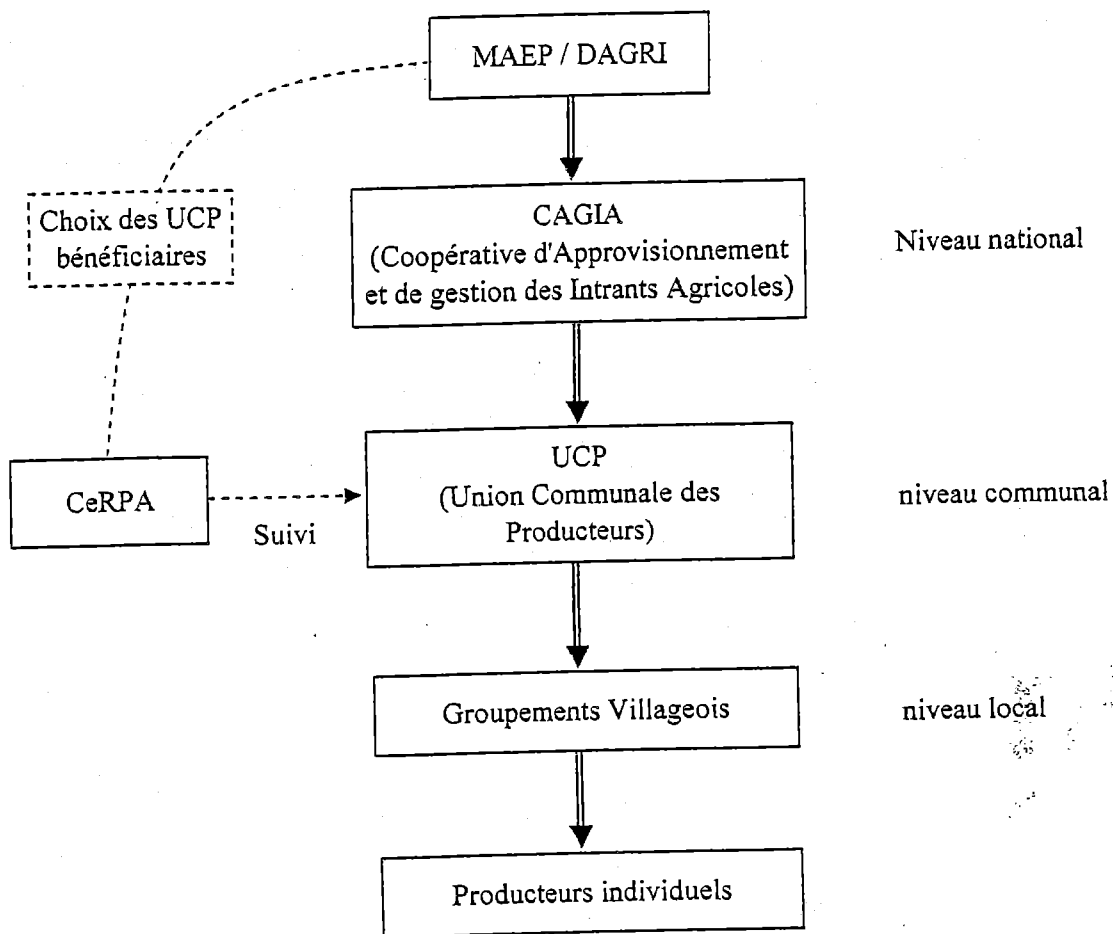 MAEP / DAGRI
Choix des UCP
bénéficiaires
CAGIA
(Coopérative d'Approvisionnement
et de gestion des Intrants Agricoles)
Niveau national
CeRPA
Suivi
UCP
(Union Communale des
Producteurs)
niveau communal
Groupements Villageois
niveau local
Producteurs individuels